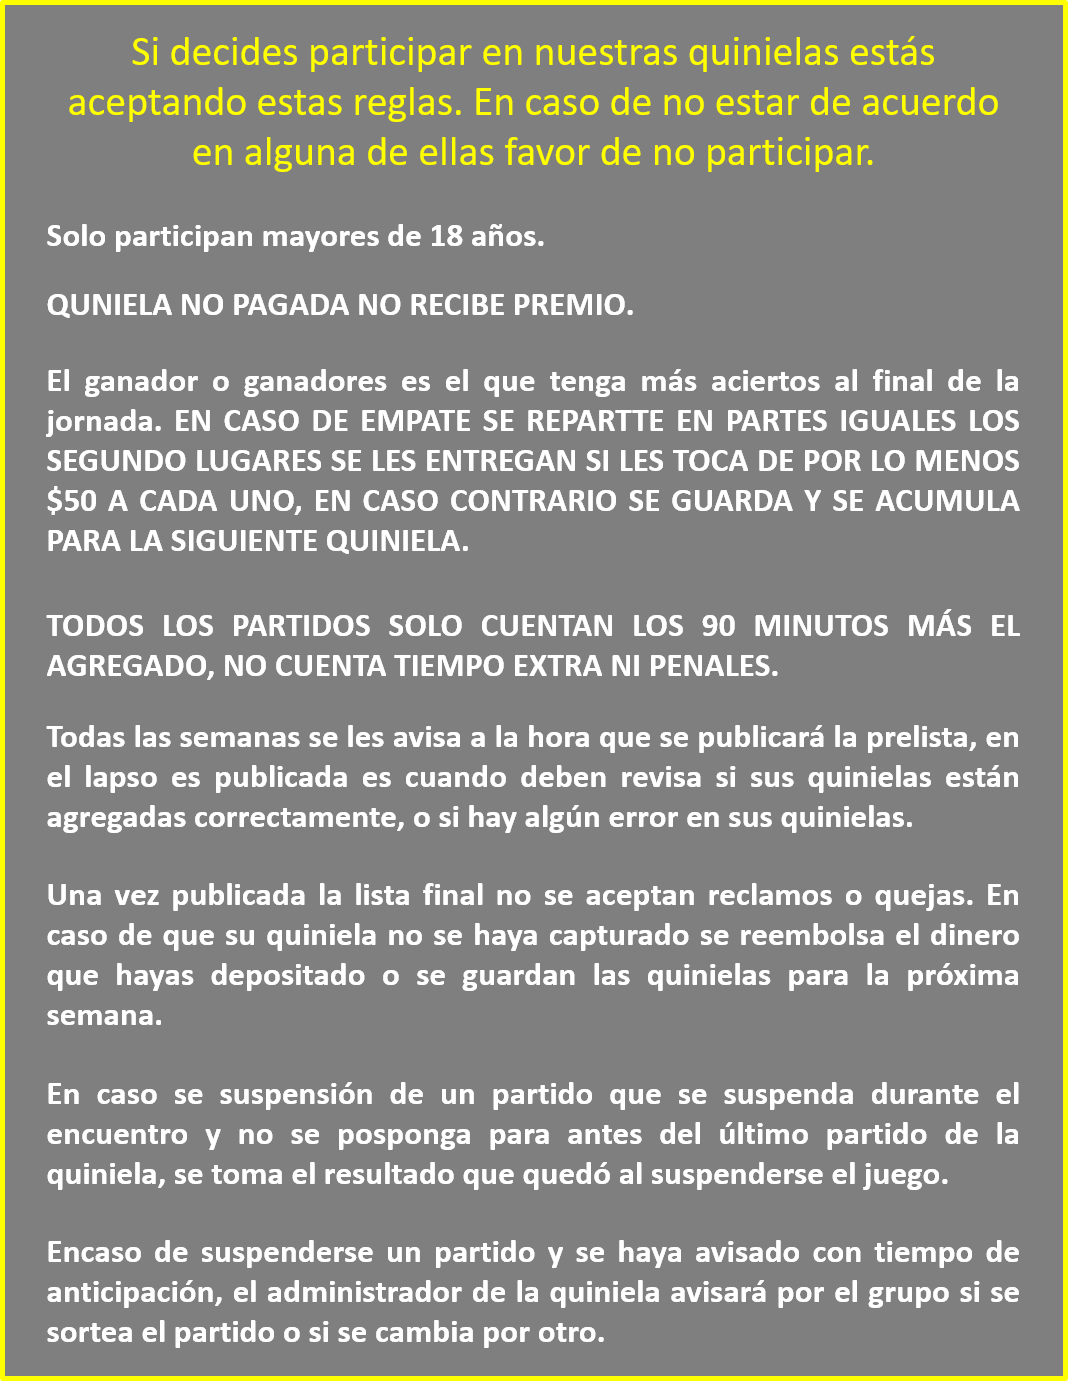 Si decides participar en nuestras quinielas estás
aceptando estas reglas. En caso de no estar de acuerdo
en alguna de ellas favor de no participar.
Solo participan mayores de 18 años.
QUNIELA NO PAGADA NO RECIBE PREMIO.
El ganador o ganadores es el que tenga más aciertos al final de la
jornada. EN CASO DE EMPATE SE REPARTTE EN PARTES IGUALES LOS
SEGUNDO LUGARES SE LES ENTREGAN SI LES TOCA DE POR LO MENOS
$50 A CADA UNO, EN CASO CONTRARIO SE GUARDA Y SE ACUMULA
PARA LA SIGUIENTE QUINIELA.
TODOS LOS PARTIDOS SOLO CUENTAN LOS 90 MINUTOS MÁS EL
AGREGADO, NO CUENTA TIEMPO EXTRA NI PENALES.
Todas las semanas se les avisa a la hora que se publicará la prelista, en
el lapso es publicada es cuando deben revisa si sus quinielas están
agregadas correctamente, o si hay algún error en sus quinielas.
Una vez publicada la lista final no se aceptan reclamos o quejas. En
caso de que su quiniela no se haya capturado se reembolsa el dinero
que hayas depositado o se guardan las quinielas para la próxima
semana.
En caso se suspensión de un partido que se suspenda durante el
encuentro y no se posponga para antes del último partido de la
quiniela, se toma el resultado que quedó al suspenderse el juego.
Encaso de suspenderse un partido y se haya avisado con tiempo de
anticipación, el administrador de la quiniela avisará por el grupo si se
sortea el partido o si se cambia por otro.